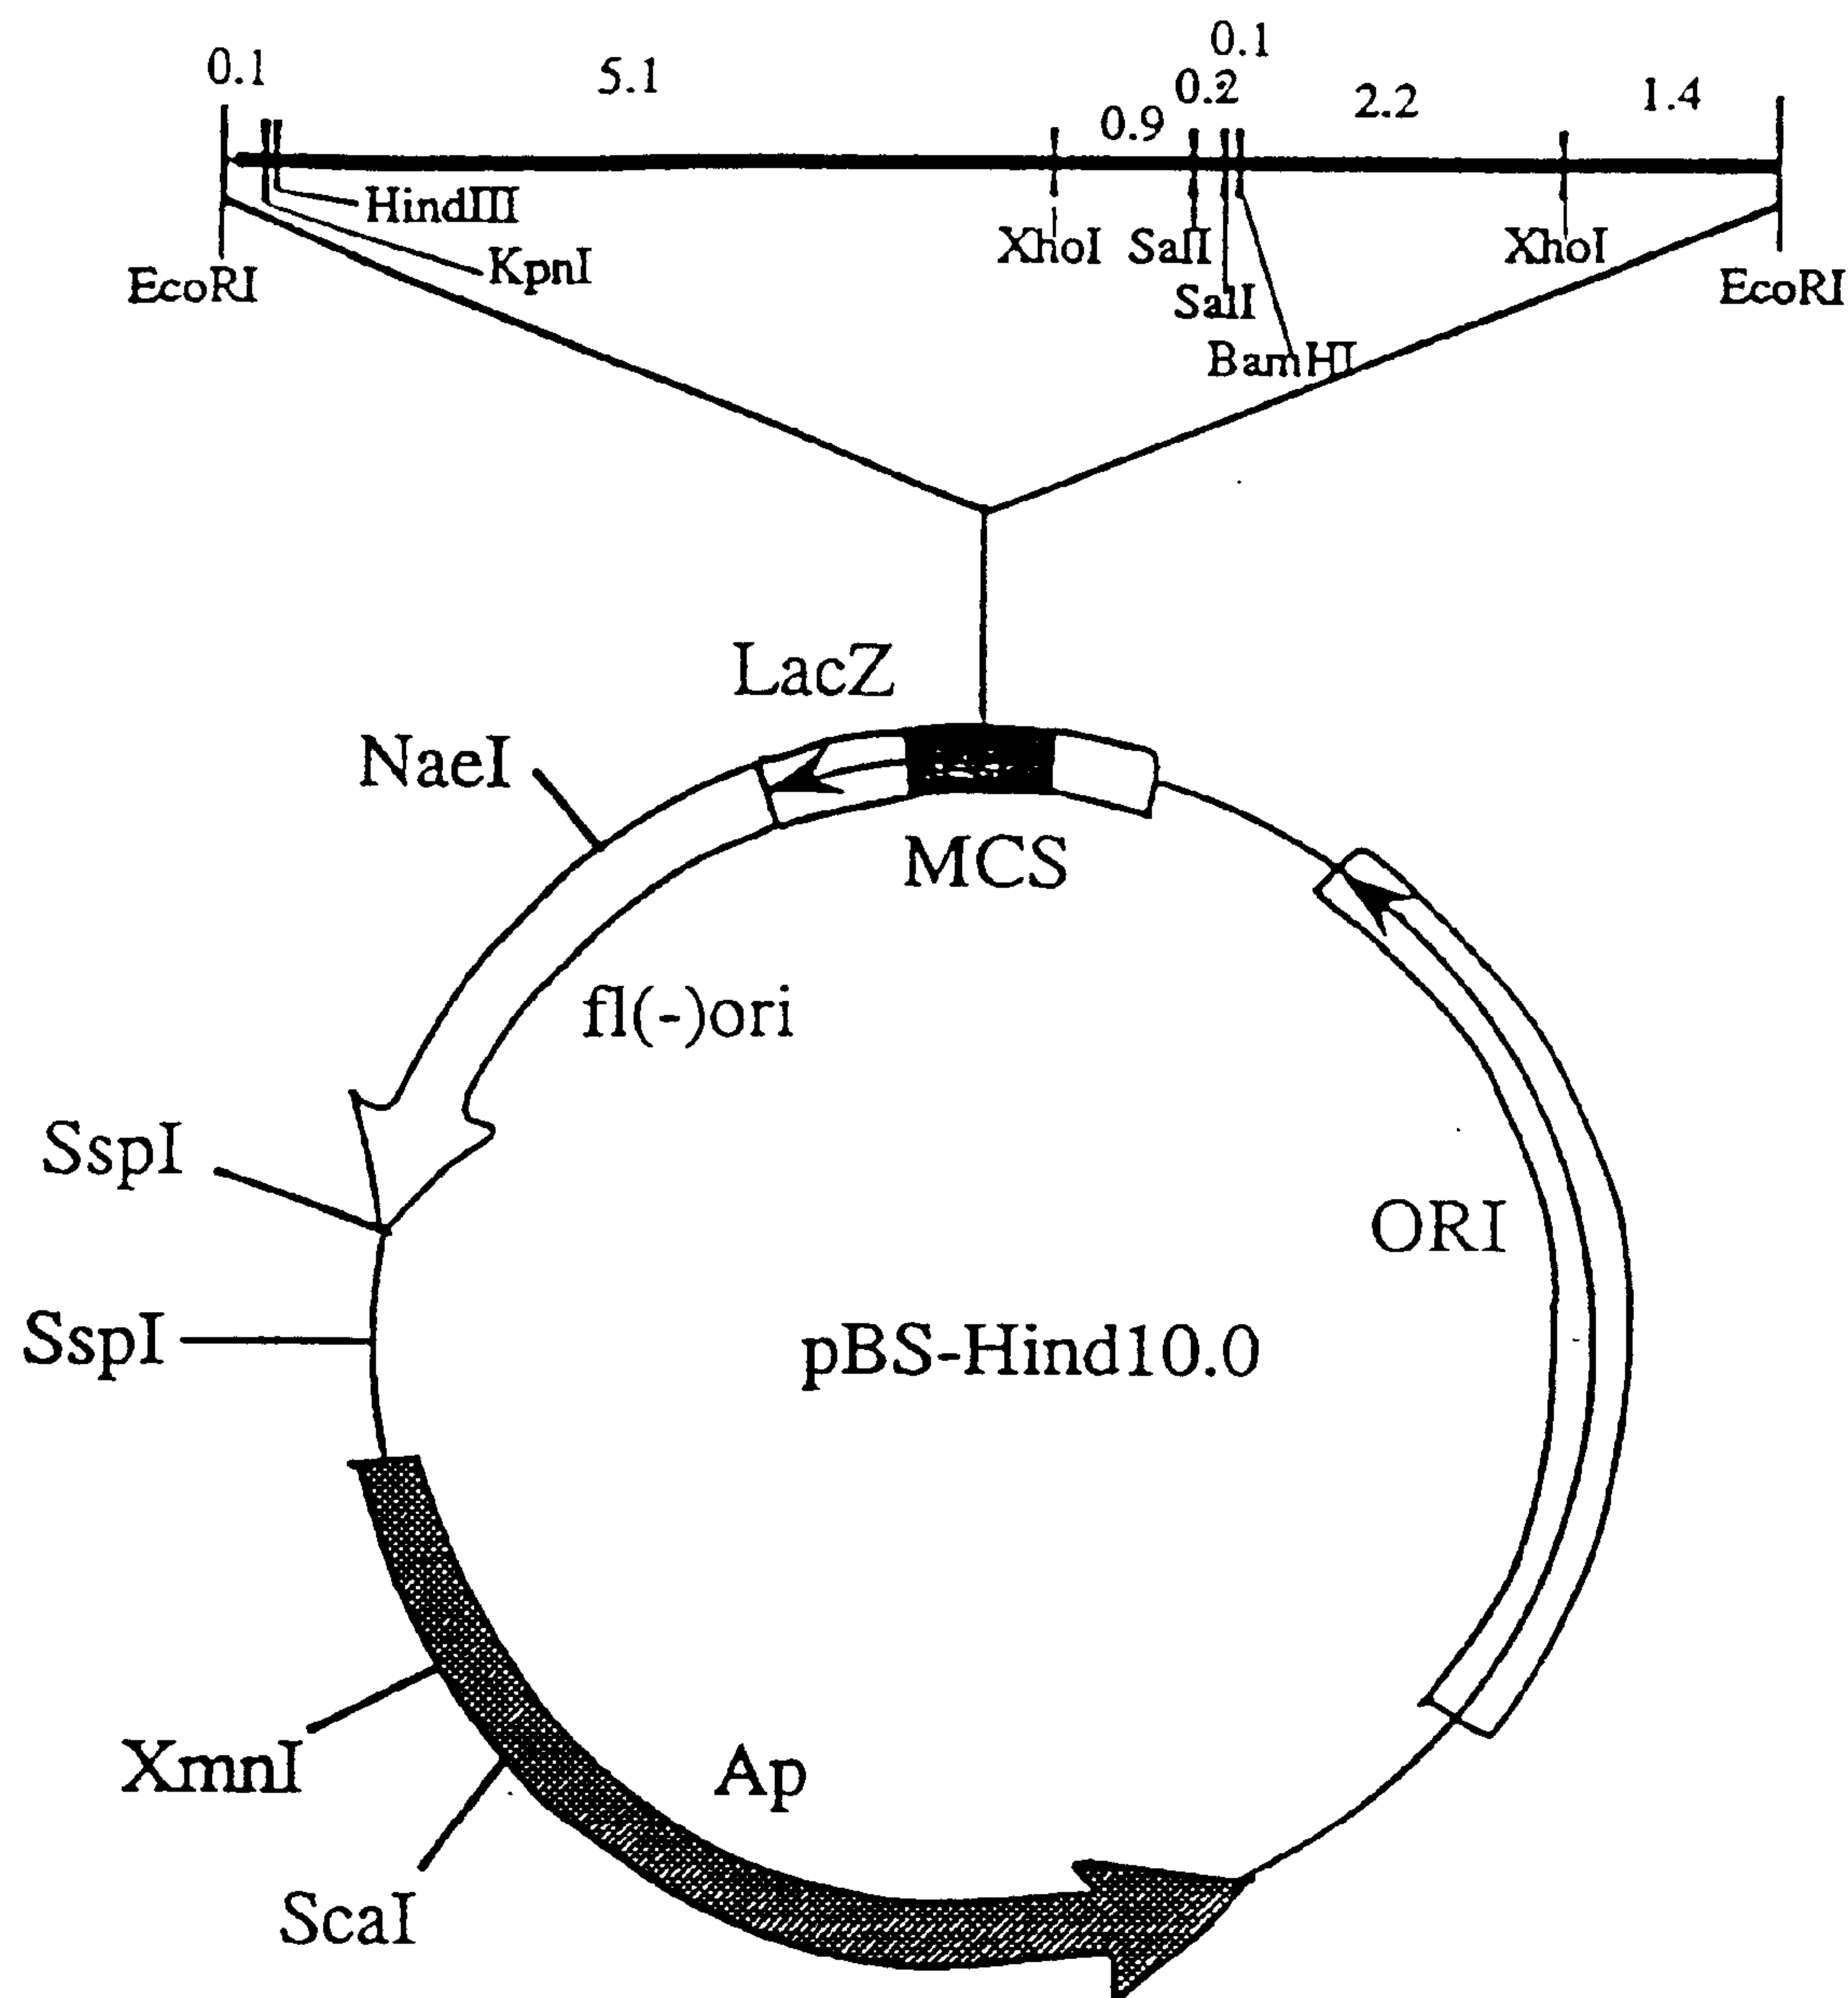 0.1
0.1 5.1 0.9 0.2 2.2 1.4
HindIII
KpnI
EcoRI
XhoI SalI XhoI
SalI
EcoRI
BamHI
LacZ
NaeI
MCS
fl(-)ori
SspI
ORI
SspI
pBS-Hind10.0
XmnI
Ap
ScaI